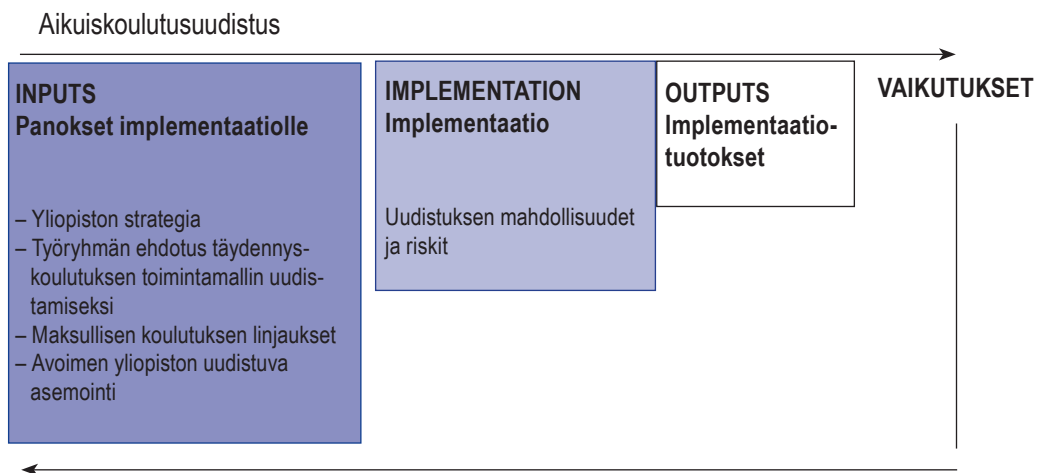 Aikuiskoulutusuudistus
INPUTS
Panokset implementaatiolle
– Yliopiston strategia
– Työryhmän ehdotus täydennys-
koulutuksen toimintamallin uudis-
tamiseksi
– Maksullisen koulutuksen linjaukset
– Avoimen yliopiston uudistuva
asemointi
IMPLEMENTATION
Implementaatio
Uudistuksen mahdollisuudet
ja riskit
OUTPUTS
Implementaatio-
tuotokset
VAIKUTUKSET